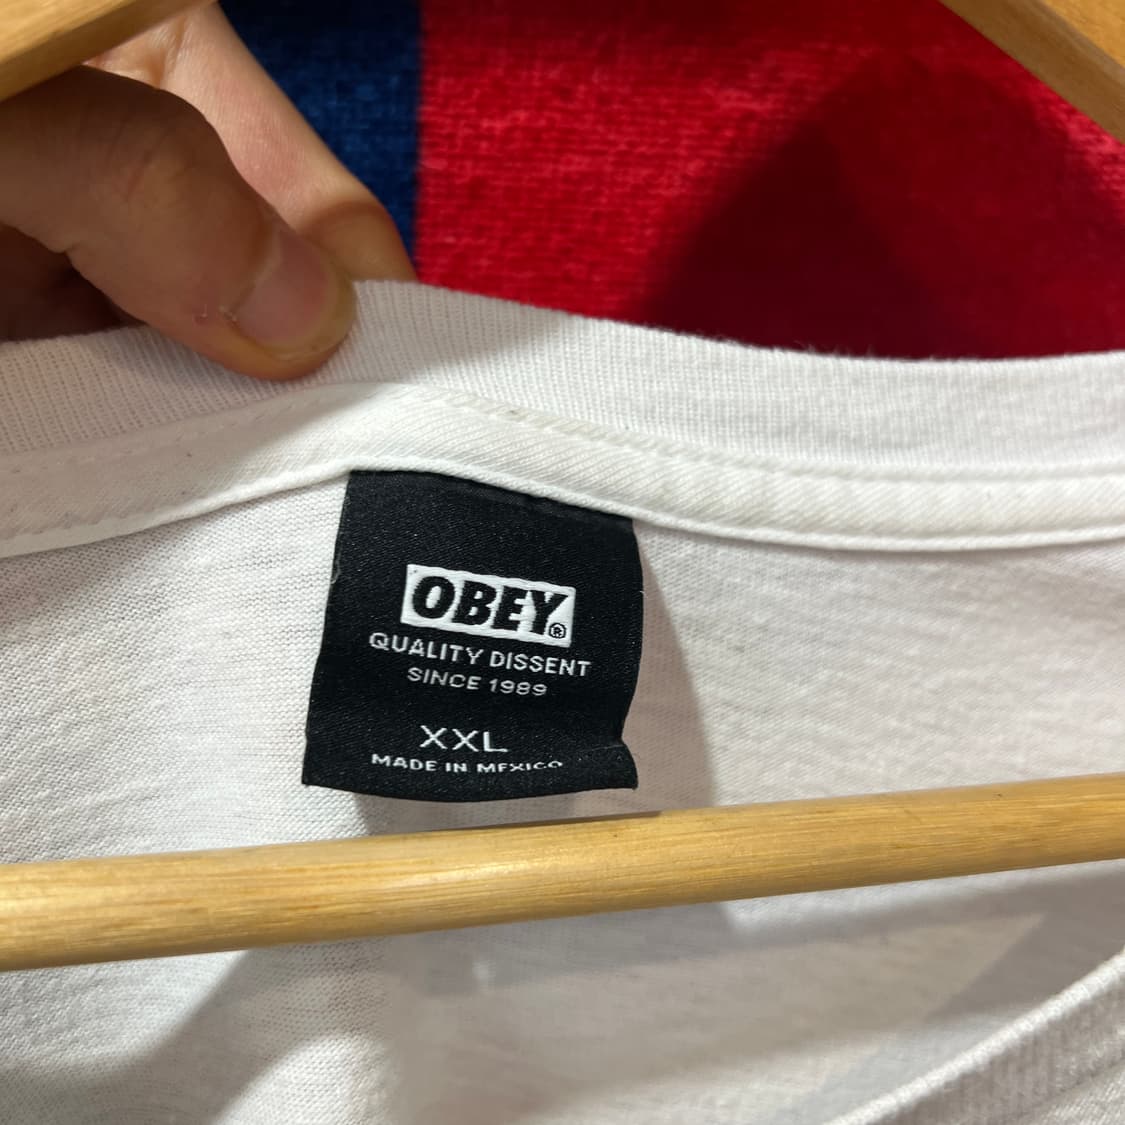 OBEY®
QUALITY DISSENT
SINCE 1989
XXL
MADE IN MEXICO